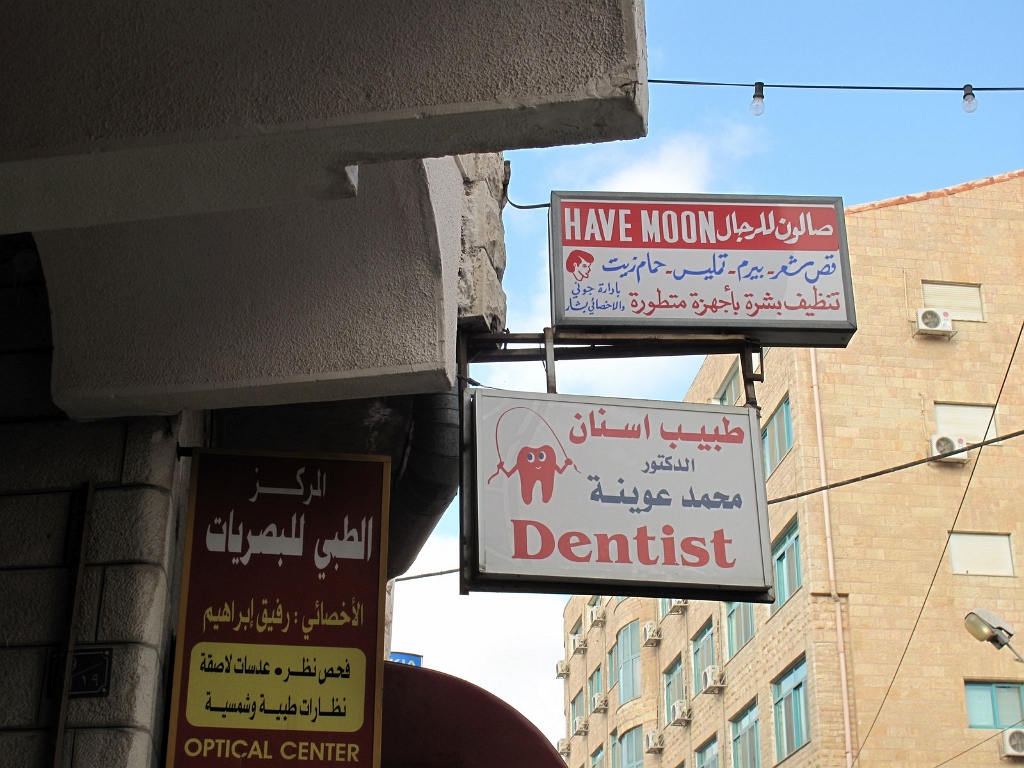 HAVE MOON صالون للرجال
قص شعر - بيرم - تمليس - حمام زيت
بإدارة جوني
والاخصائي بشار
تنظيف بشرة بأجهزة متطورة
طبيب اسنان
الدكتور
محمد عوينة
Dentist
المركز
الطبي للبصريات
الأخصائي : رفيق إبراهيم
فحص نظر • عدسات لاصقة
نظارات طبية وشمسية
OPTICAL CENTER
١٩